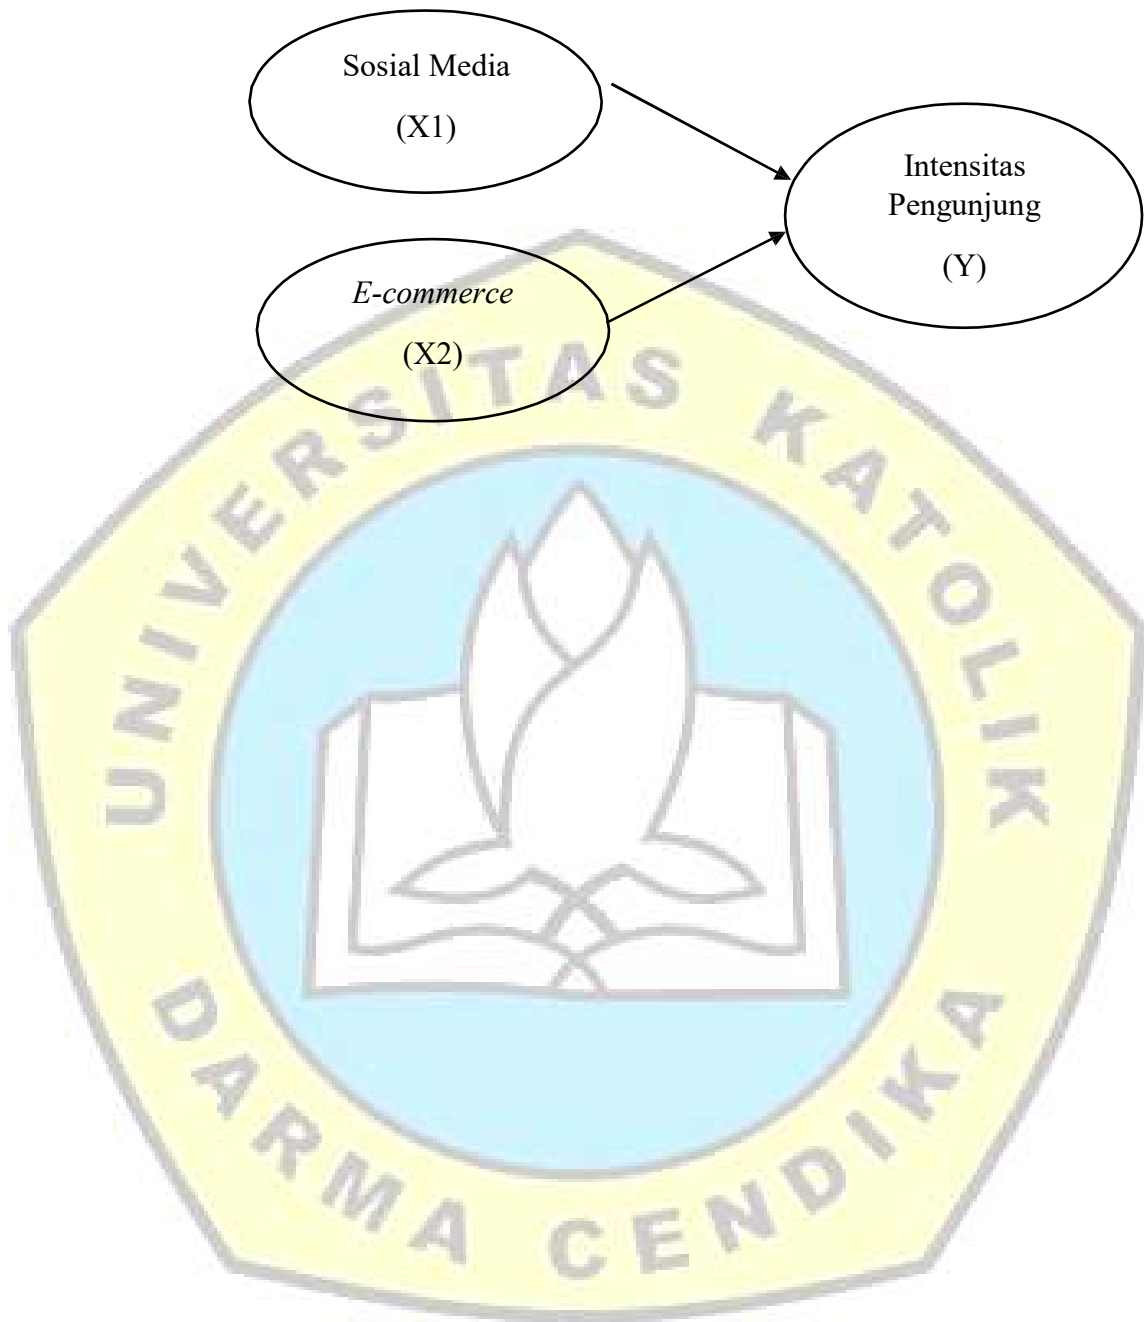 Sosial Media
(X1)
Intensitas
Pengunjung
(Y)
E-commerce
(X2)
UNIVERSITAS KATOLIK
DARMA CENDIKA